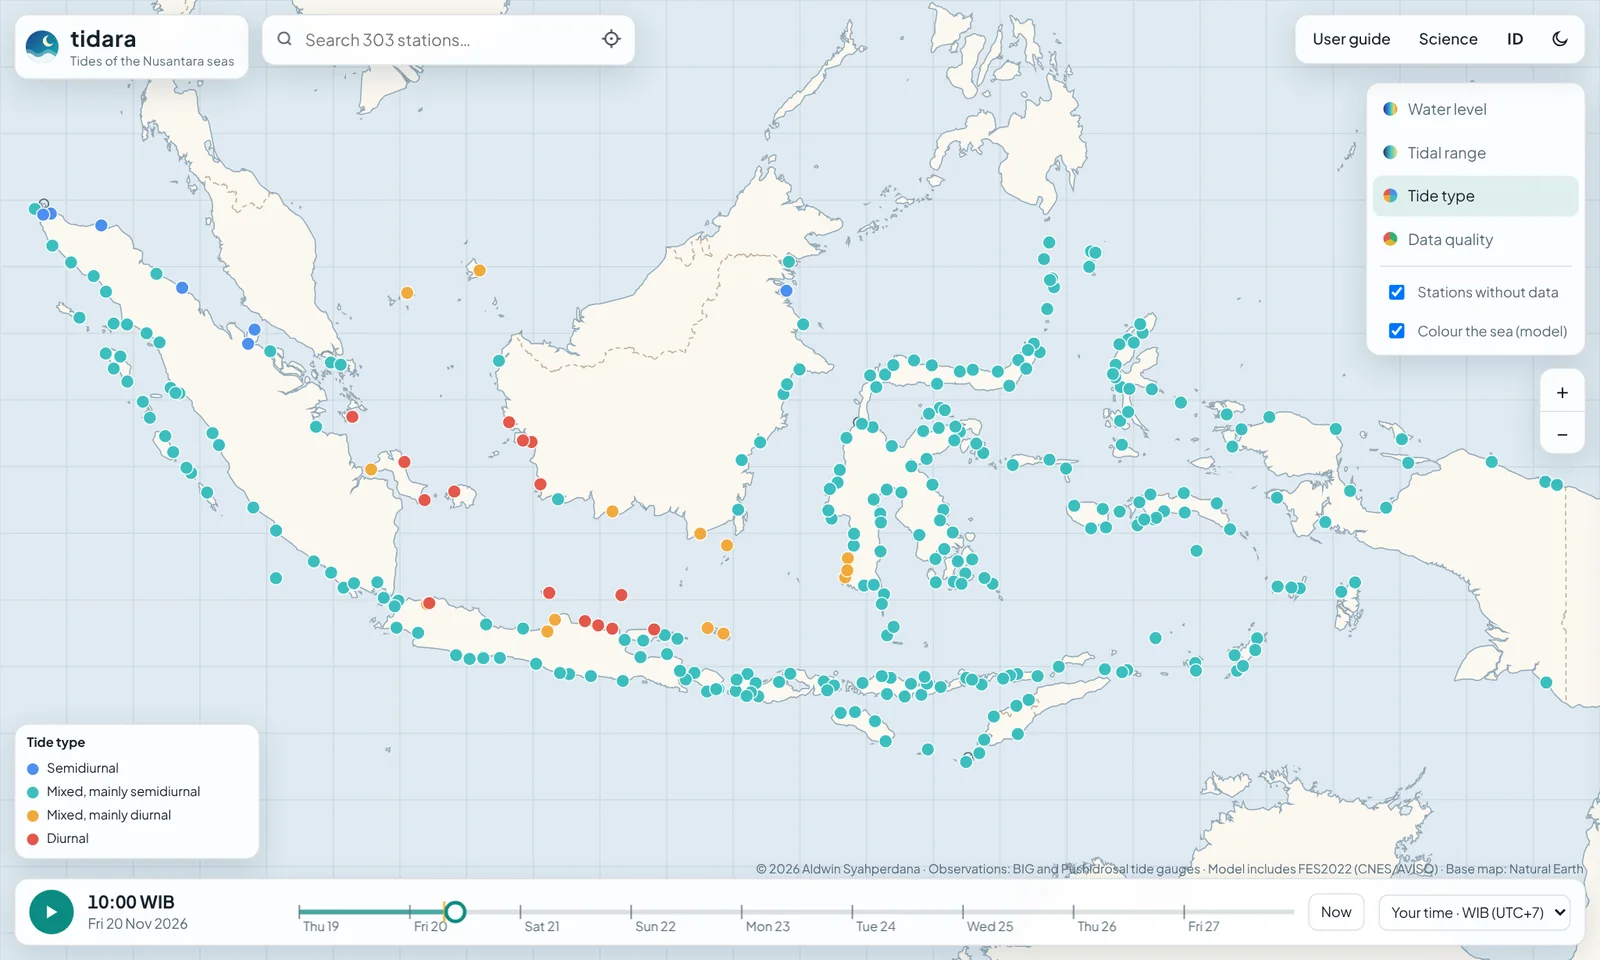 tidara
Tides of the Nusantara seas
Search 303 stations...
User guide
Science
ID
Water level
Tidal range
Tide type
Data quality
Stations without data
Colour the sea (model)
+
−
Tide type
Semidiurnal
Mixed, mainly semidiurnal
Mixed, mainly diurnal
Diurnal
© 2026 Aldwin Syahperdana · Observations: BIG and Pushidrosal tide gauges · Model includes FES2022 (CNES/AVISO) · Base map: Natural Earth
10:00 WIB
Fri 20 Nov 2026
Thu 19
Fri 20
Sat 21
Sun 22
Mon 23
Tue 24
Wed 25
Thu 26
Fri 27
Now
Your time · WIB (UTC+7)